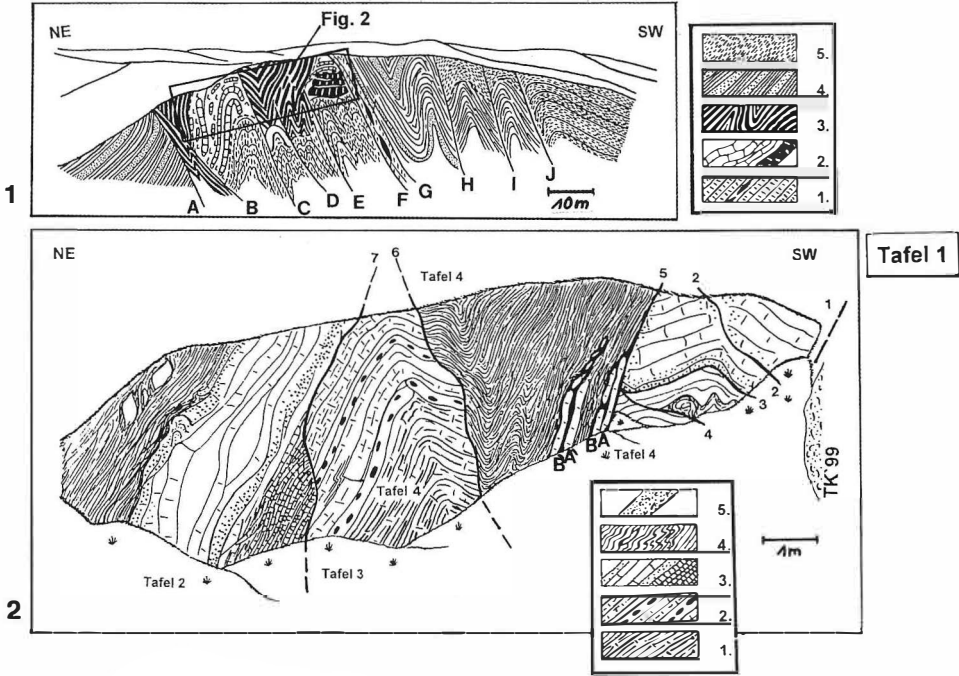 NE
Fig. 2
SW
A
B
C
D
E
F
G
H
I
J
10m
1
5.
4.
3.
2.
1.
NE
7
6
Tafel 4
5
2
SW
1
Tafel 1
2
3
4
B A
B A
Tafel 4
Tafel 4
TK'99
Tafel 2
Tafel 3
1m
2
5.
4.
3.
2.
1.